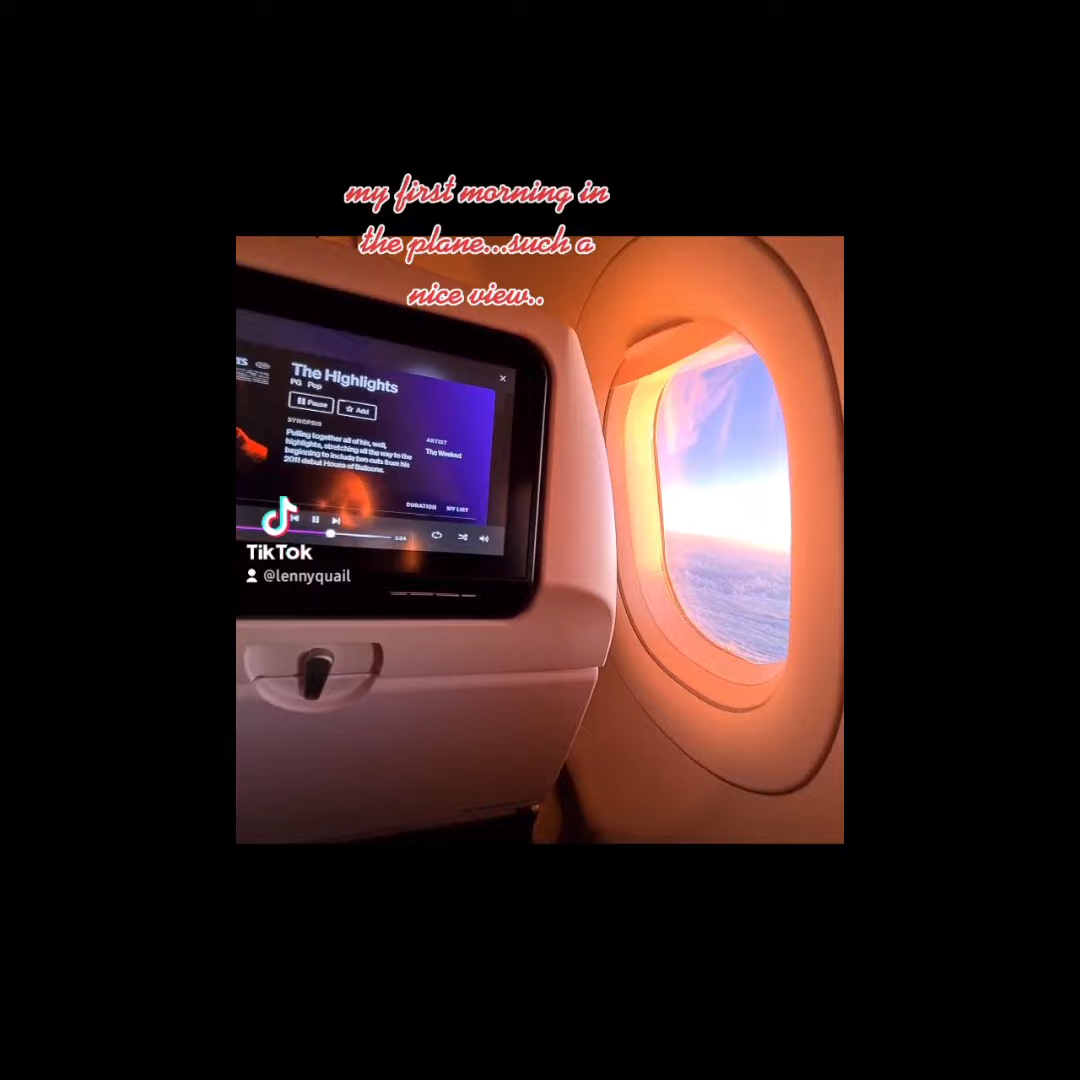 my first morning in
the plane...such a
nice view..
The Highlights
PG Pop
Pause
Add
SYNOPSIS
Pulling together all of his, well,
highlights, stretching all the way to the
beginning to include two cuts from his
2011 debut House of Balloons.
ARTIST
The Weeknd
DURATION MY LIST
TikTok
@lennyquail